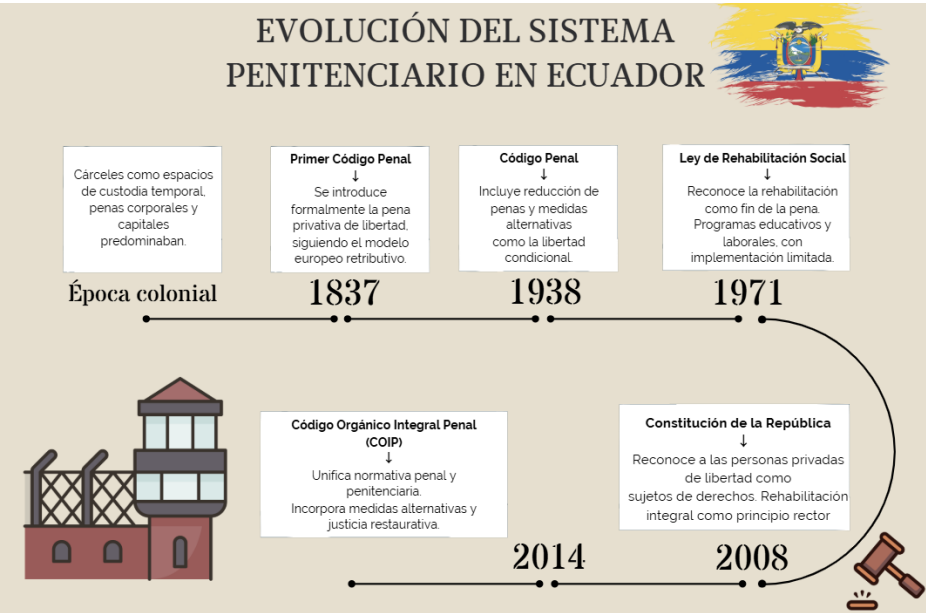 EVOLUCIÓN DEL SISTEMA
PENITENCIARIO EN ECUADOR
Cárceles como espacios
de custodia temporal,
penas corporales y
capitales
predominaban.
Época colonial
Primer Código Penal
↓
Se introduce
formalmente la pena
privativa de libertad,
siguiendo el modelo
europeo retributivo.
1837
Código Penal
↓
Incluye reducción de
penas y medidas
alternativas
como la libertad
condicional.
1938
Ley de Rehabilitación Social
↓
Reconoce la rehabilitación
como fin de la pena.
Programas educativos y
laborales, con
implementación limitada.
1971
Constitución de la República
↓
Reconoce a las personas privadas
de libertad como
sujetos de derechos. Rehabilitación
integral como principio rector
2008
Código Orgánico Integral Penal
(COIP)
↓
Unifica normativa penal y
penitenciaria.
Incorpora medidas alternativas y
justicia restaurativa.
2014